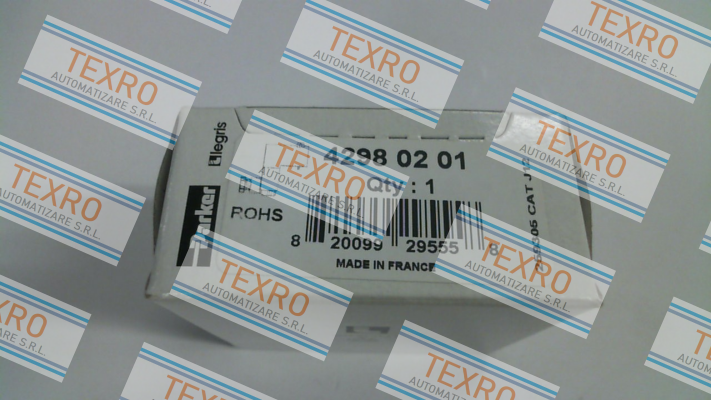 TEXRO
AUTOMATIZARE S.R.L.
legris
Parker
4298 02 01
Qty : 1
ROHS
8 20099 29555 8
MADE IN FRANCE